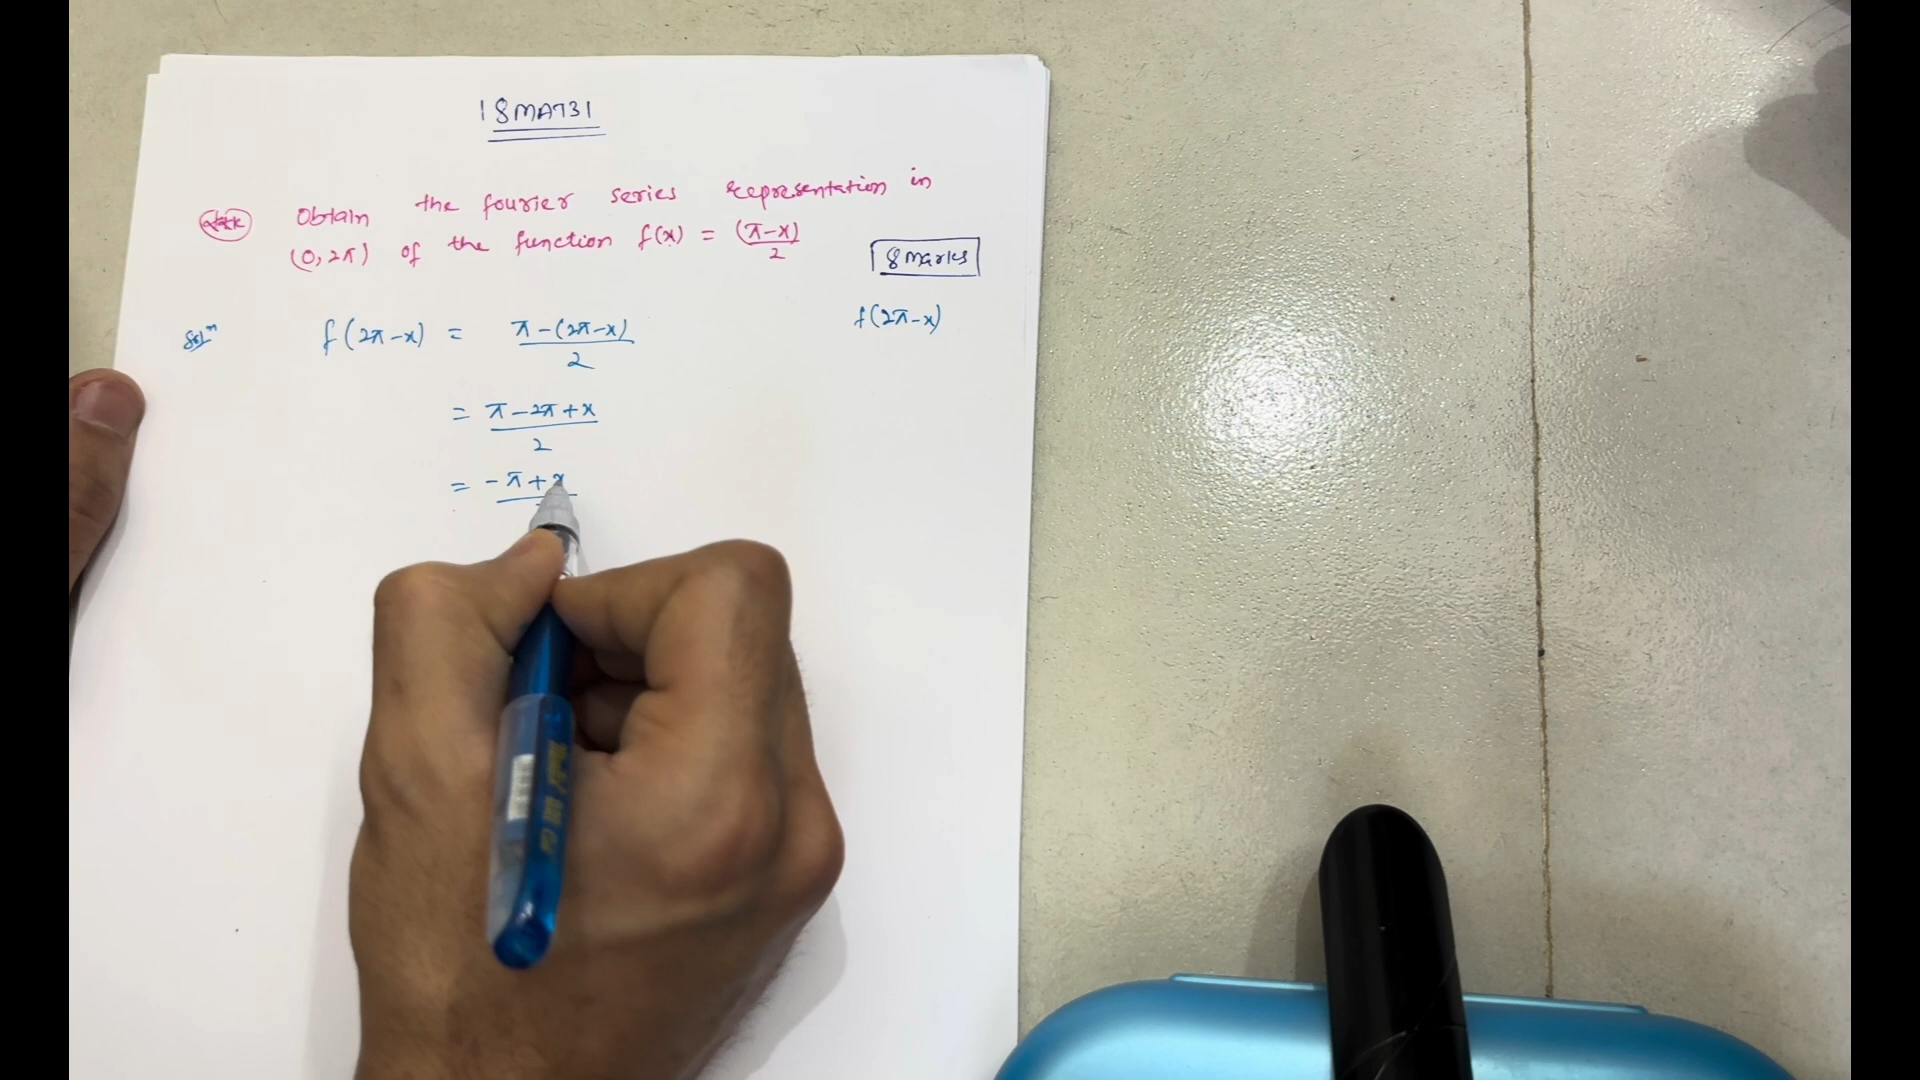 18MAT31
Obtain the fourier series representation in
(0, 2π) of the function f(x) = (π-x)/2
8 Marks
Solⁿ f(2π-x) = π-(2π-x)/2
f(2π-x)
= π-2π+x/2
= -π+x